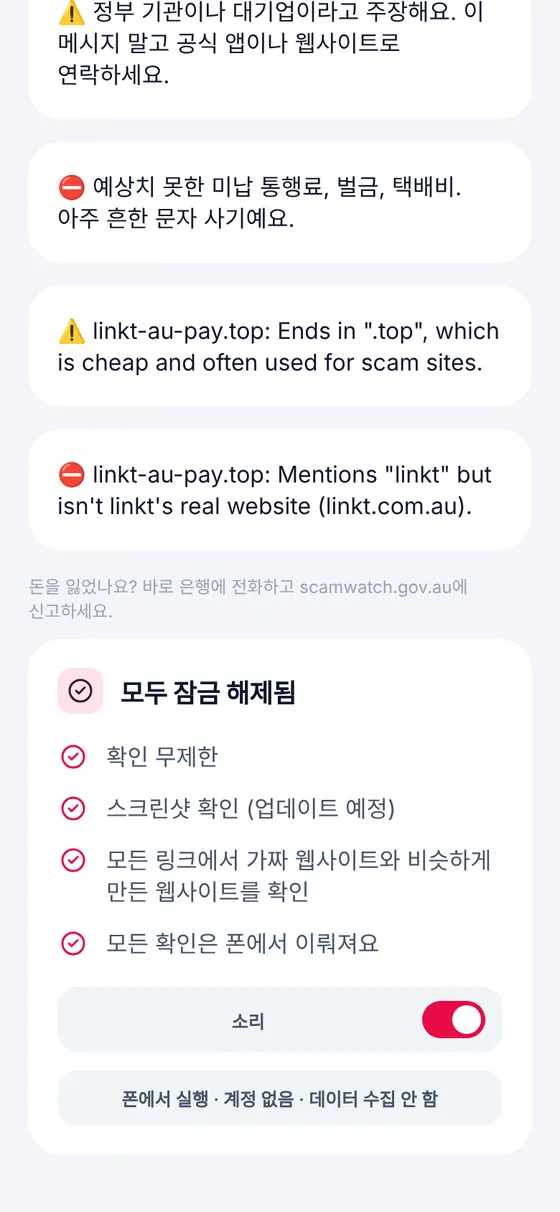 ⚠️ 정부 기관이나 대기업이라고 주장해요. 이
메시지 말고 공식 앱이나 웹사이트로
연락하세요.
⛔ 예상치 못한 미납 통행료, 벌금, 택배비.
아주 흔한 문자 사기예요.
⚠️ linkt-au-pay.top: Ends in ".top", which
is cheap and often used for scam sites.
⛔ linkt-au-pay.top: Mentions "linkt" but
isn't linkt's real website (linkt.com.au).
돈을 잃었나요? 바로 은행에 전화하고 scamwatch.gov.au에
신고하세요.
모두 잠금 해제됨
확인 무제한
스크린샷 확인 (업데이트 예정)
모든 링크에서 가짜 웹사이트와 비슷하게
만든 웹사이트를 확인
모든 확인은 폰에서 이뤄져요
소리
폰에서 실행 · 계정 없음 · 데이터 수집 안 함